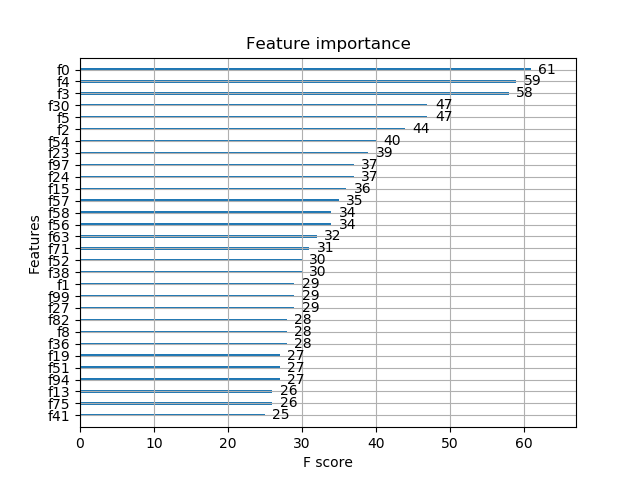 Feature importance
Features
f0 61
f4 59
f3 58
f30 47
f5 47
f2 44
f54 40
f23 39
f97 37
f24 37
f15 36
f57 35
f58 34
f56 34
f63 32
f71 31
f52 30
f38 30
f1 29
f99 29
f27 29
f82 28
f8 28
f36 28
f19 27
f51 27
f94 27
f13 26
f75 26
f41 25
0 10 20 30 40 50 60
F score